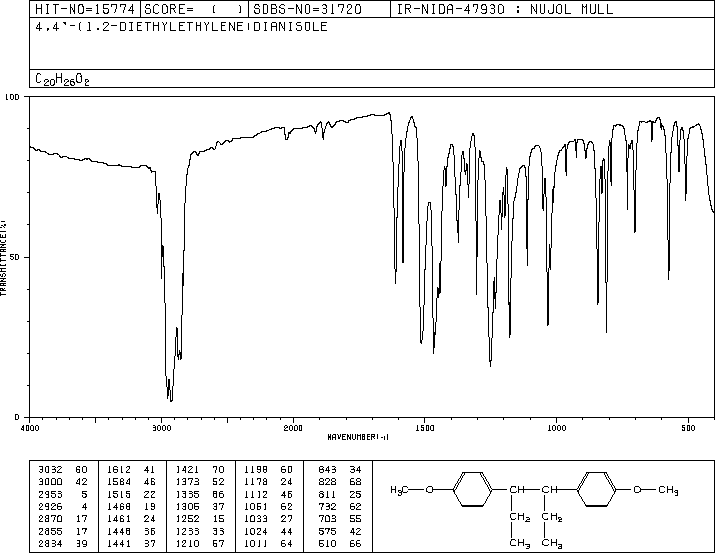 HIT-NO=15774 SCORE= ( ) SDBS-NO=31720 IR-NIDA-47930 : NUJOL MULL
4,4'-(1,2-DIETHYLETHYLENE)DIANISOLE
C20H26O2
100
50
0
TRANSMITTANCE(%)
4000 3000 2000 1500 1000 500
WAVENUMBER(-1)
3032 60 1612 41 1421 70 1198 60 843 34
3000 42 1584 46 1373 52 1178 24 828 68
2953 5 1515 22 1335 86 1112 46 811 25
2926 4 1468 19 1305 37 1051 62 732 62
2870 17 1461 24 1252 15 1033 27 703 55
2855 17 1448 36 1233 33 1024 44 575 42
2834 39 1441 37 1210 57 1011 64 510 66
H3C O CH CH O CH3
CH2 CH2
CH3 CH3